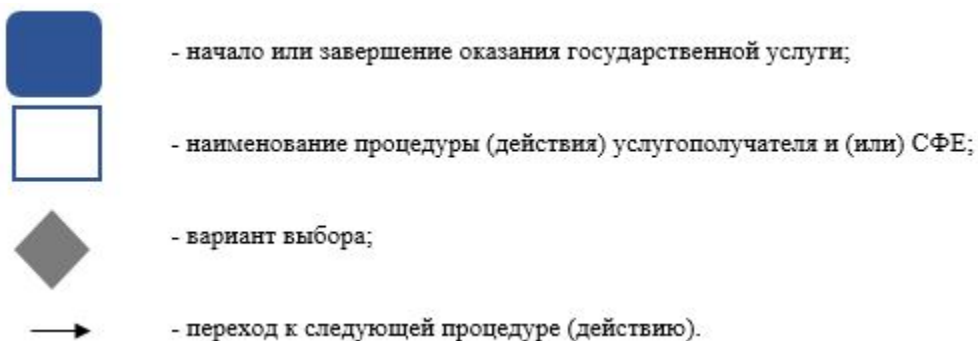 - начало или завершение оказания государственной услуги;
- наименование процедуры (действия) услугополучателя и (или) СФЕ;
- вариант выбора;
- переход к следующей процедуре (действию).